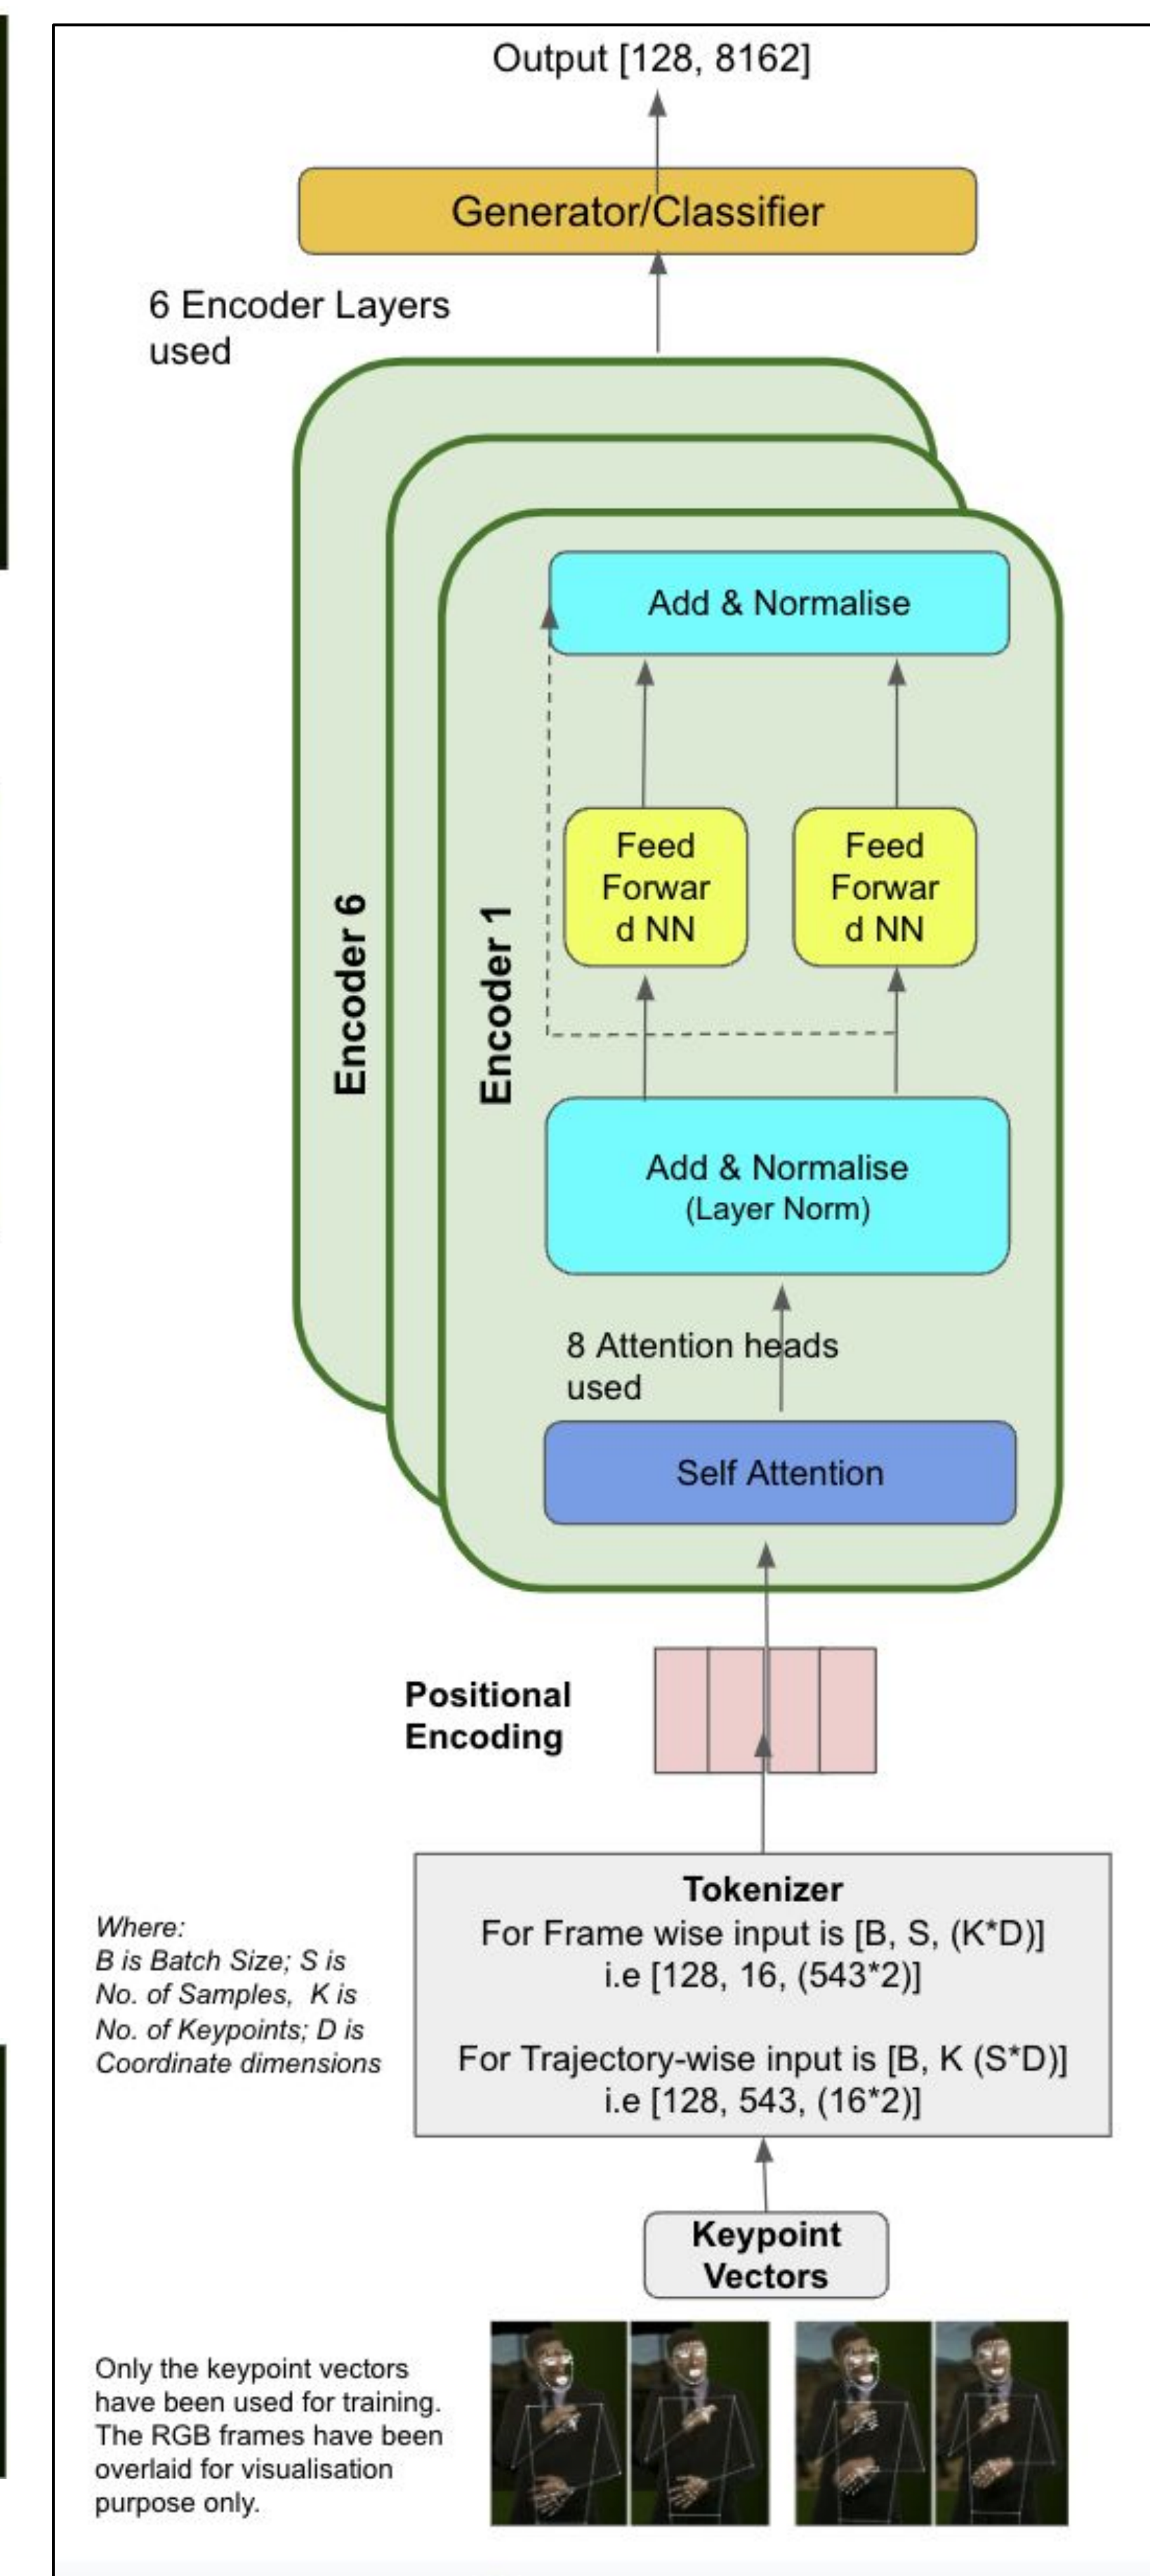 Output [128, 8162]
Generator/Classifier
6 Encoder Layers
used
Add & Normalise
Feed
Forwar
d NN
Feed
Forwar
d NN
Encoder 6
Encoder 1
Add & Normalise
(Layer Norm)
8 Attention heads
used
Self Attention
Positional
Encoding
Tokenizer
For Frame wise input is [B, S, (K*D)]
i.e [128, 16, (543*2)]
For Trajectory-wise input is [B, K (S*D)]
i.e [128, 543, (16*2)]
Where:
B is Batch Size; S is
No. of Samples,  K is
No. of Keypoints; D is
Coordinate dimensions
Keypoint
Vectors
Only the keypoint vectors
have been used for training.
The RGB frames have been
overlaid for visualisation
purpose only.